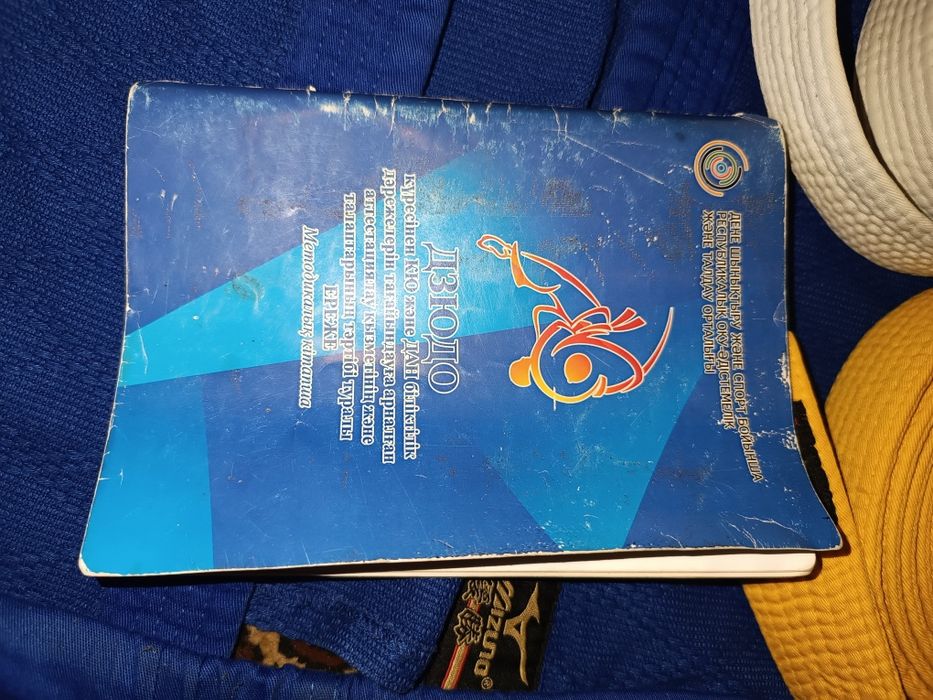 ДЕНЕ ШЫНЫҚТЫРУ ЖӘНЕ СПОРТ БОЙЫНША
РЕСПУБЛИКАЛЫҚ ОҚУ-ӘДІСТЕМЕЛІК
ЖӘНЕ ТАЛДАУ ОРТАЛЫҒЫ
ДЗЮДО
күресінен КЮ және ДАН біліктілік
дәрежелерін тағайындауға арналған
аттестациялау қызметінің және
талаптарының тәртібі туралы
ЕРЕЖЕ
Методикалық кітапша
MIZUNO®